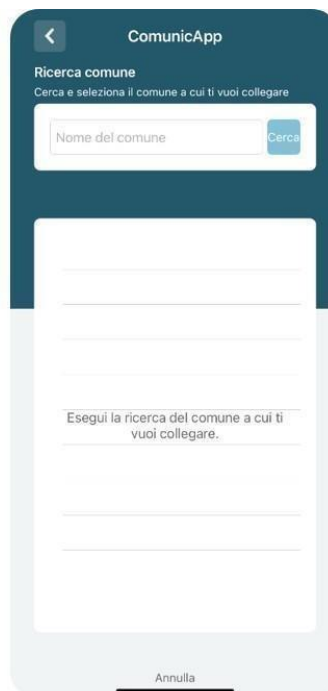 ComunicApp
Ricerca comune
Cerca e seleziona il comune a cui ti vuoi collegare
Nome del comune
Cerca
Esegui la ricerca del comune a cui ti
vuoi collegare.
Annulla